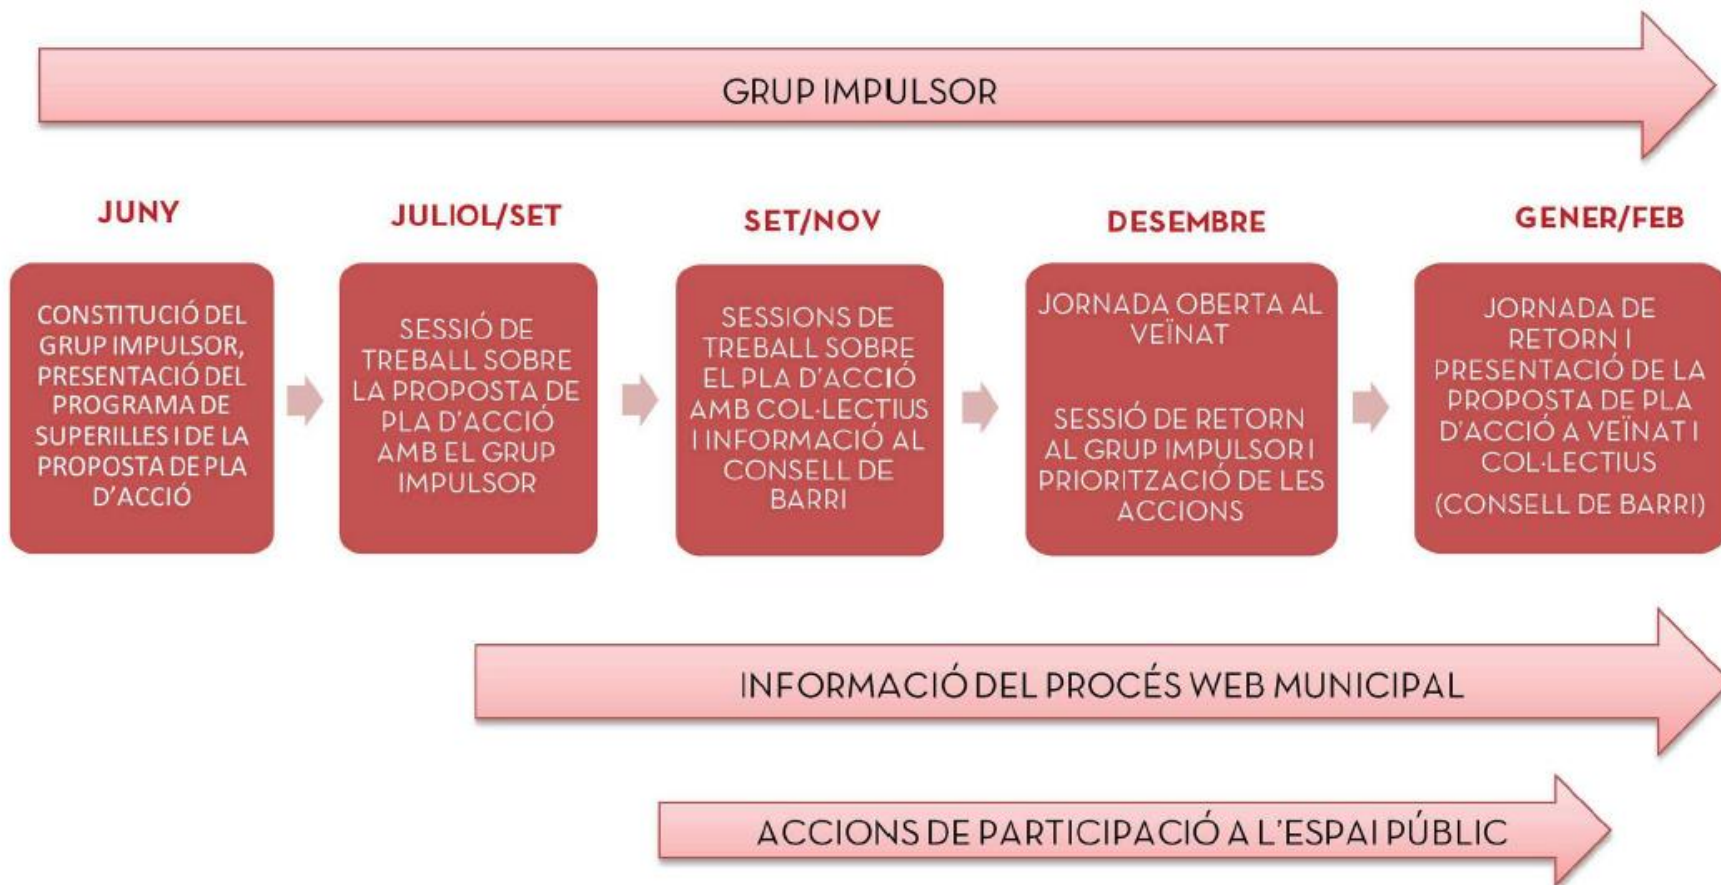 GRUP IMPULSOR
JUNY
JULIOL/SET
SET/NOV
DESEMBRE
GENER/FEB
CONSTITUCIÓ DEL
GRUP IMPULSOR,
PRESENTACIÓ DEL
PROGRAMA DE
SUPERILLES I DE LA
PROPOSTA DE PLA
D'ACCIÓ
SESSIÓ DE
TREBALL SOBRE
LA PROPOSTA DE
PLA D'ACCIÓ
AMB EL GRUP
IMPULSOR
SESSIONS DE
TREBALL SOBRE
EL PLA D'ACCIÓ
AMB COL·LECTIUS
I INFORMACIÓ AL
CONSELL DE
BARRI
JORNADA OBERTA AL
VEÏNAT
SESSIÓ DE RETORN
AL GRUP IMPULSOR I
PRIORITZACIÓ DE LES
ACCIONS
JORNADA DE
RETORN I
PRESENTACIÓ DE LA
PROPOSTA DE PLA
D'ACCIÓ A VEÏNAT I
COL·LECTIUS
(CONSELL DE BARRI)
INFORMACIÓ DEL PROCÉS WEB MUNICIPAL
ACCIONS DE PARTICIPACIÓ A L'ESPAI PÚBLIC